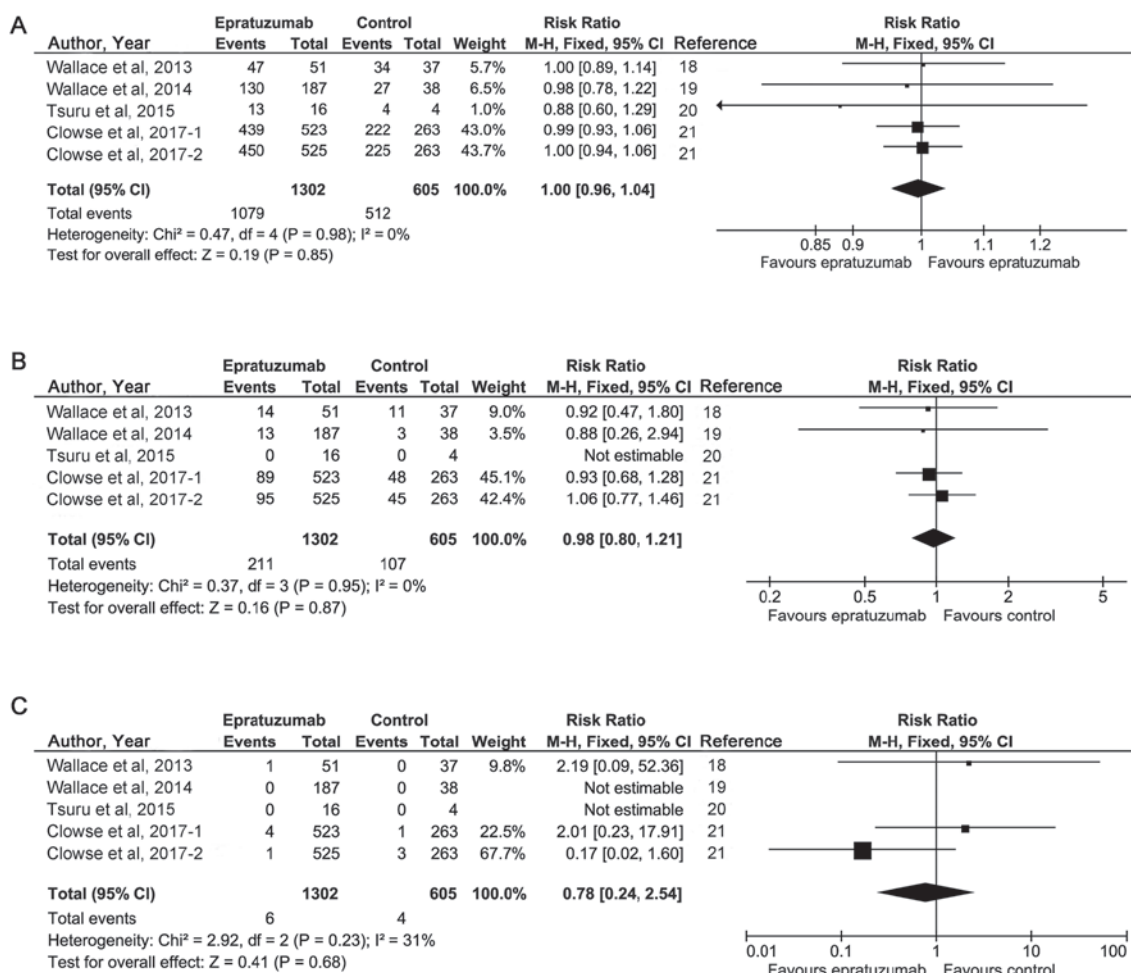 A
Epratuzumab Control Risk Ratio Risk Ratio
Author, Year Events Total Events Total Weight M-H, Fixed, 95% CI Reference M-H, Fixed, 95% CI
Wallace et al, 2013 47 51 34 37 5.7% 1.00 [0.89, 1.14] 18
Wallace et al, 2014 130 187 27 38 6.5% 0.98 [0.78, 1.22] 19
Tsuru et al, 2015 13 16 4 4 1.0% 0.88 [0.60, 1.29] 20
Clowse et al, 2017-1 439 523 222 263 43.0% 0.99 [0.93, 1.06] 21
Clowse et al, 2017-2 450 525 225 263 43.7% 1.00 [0.94, 1.06] 21
Total (95% CI) 1302 605 100.0% 1.00 [0.96, 1.04]
Total events 1079 512
Heterogeneity: Chi² = 0.47, df = 4 (P = 0.98); I² = 0%
Test for overall effect: Z = 0.19 (P = 0.85)
0.85 0.9 1 1.1 1.2
Favours epratuzumab Favours epratuzumab
B
Epratuzumab Control Risk Ratio Risk Ratio
Author, Year Events Total Events Total Weight M-H, Fixed, 95% CI Reference M-H, Fixed, 95% CI
Wallace et al, 2013 14 51 11 37 9.0% 0.92 [0.47, 1.80] 18
Wallace et al, 2014 13 187 3 38 3.5% 0.88 [0.26, 2.94] 19
Tsuru et al, 2015 0 16 0 4 Not estimable 20
Clowse et al, 2017-1 89 523 48 263 45.1% 0.93 [0.68, 1.28] 21
Clowse et al, 2017-2 95 525 45 263 42.4% 1.06 [0.77, 1.46] 21
Total (95% CI) 1302 605 100.0% 0.98 [0.80, 1.21]
Total events 211 107
Heterogeneity: Chi² = 0.37, df = 3 (P = 0.95); I² = 0%
Test for overall effect: Z = 0.16 (P = 0.87)
0.2 0.5 1 2 5
Favours epratuzumab Favours control
C
Epratuzumab Control Risk Ratio Risk Ratio
Author, Year Events Total Events Total Weight M-H, Fixed, 95% CI Reference M-H, Fixed, 95% CI
Wallace et al, 2013 1 51 0 37 9.8% 2.19 [0.09, 52.36] 18
Wallace et al, 2014 0 187 0 38 Not estimable 19
Tsuru et al, 2015 0 16 0 4 Not estimable 20
Clowse et al, 2017-1 4 523 1 263 22.5% 2.01 [0.23, 17.91] 21
Clowse et al, 2017-2 1 525 3 263 67.7% 0.17 [0.02, 1.60] 21
Total (95% CI) 1302 605 100.0% 0.78 [0.24, 2.54]
Total events 6 4
Heterogeneity: Chi² = 2.92, df = 2 (P = 0.23); I² = 31%
Test for overall effect: Z = 0.41 (P = 0.68)
0.01 0.1 1 10 100
Favours epratuzumab Favours control